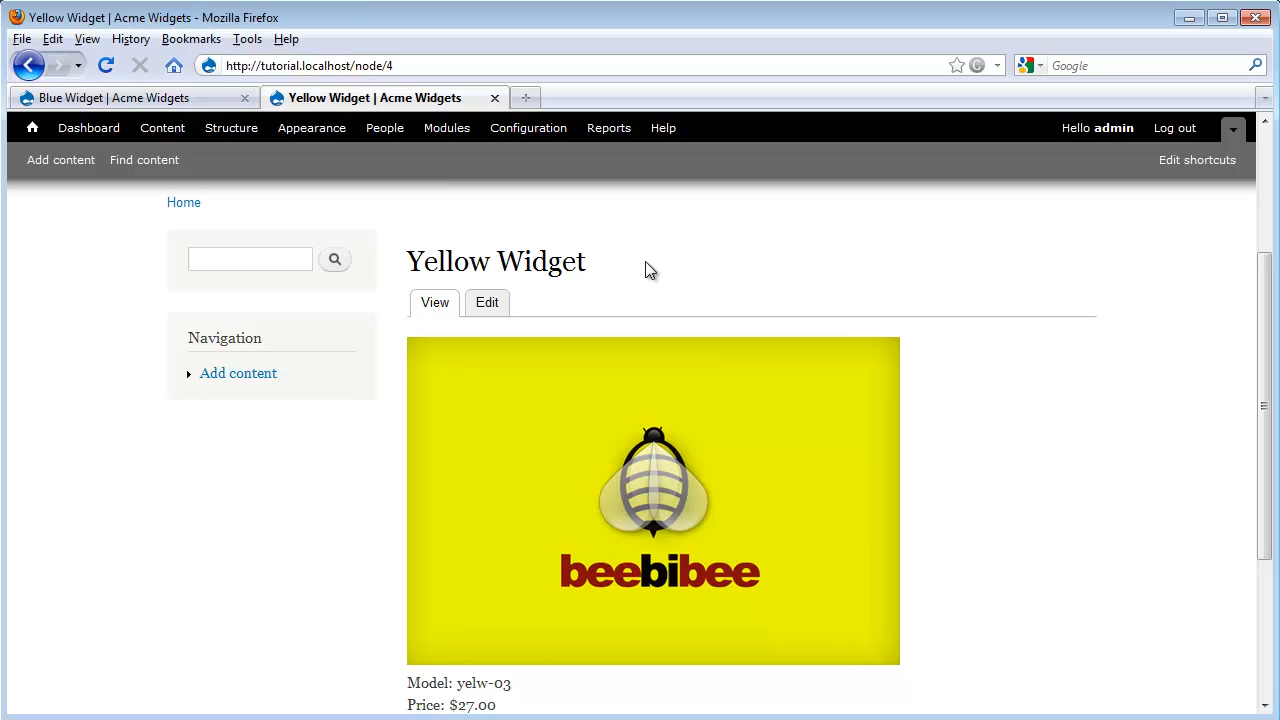 Yellow Widget | Acme Widgets - Mozilla Firefox
File Edit View History Bookmarks Tools Help
http://tutorial.localhost/node/4
Google
Blue Widget | Acme Widgets
Yellow Widget | Acme Widgets
Dashboard Content Structure Appearance People Modules Configuration Reports Help Hello admin Log out
Add content Find content Edit shortcuts
Home
Yellow Widget
View Edit
Navigation
Add content
beebibee
Model: yelw-03
Price: $27.00